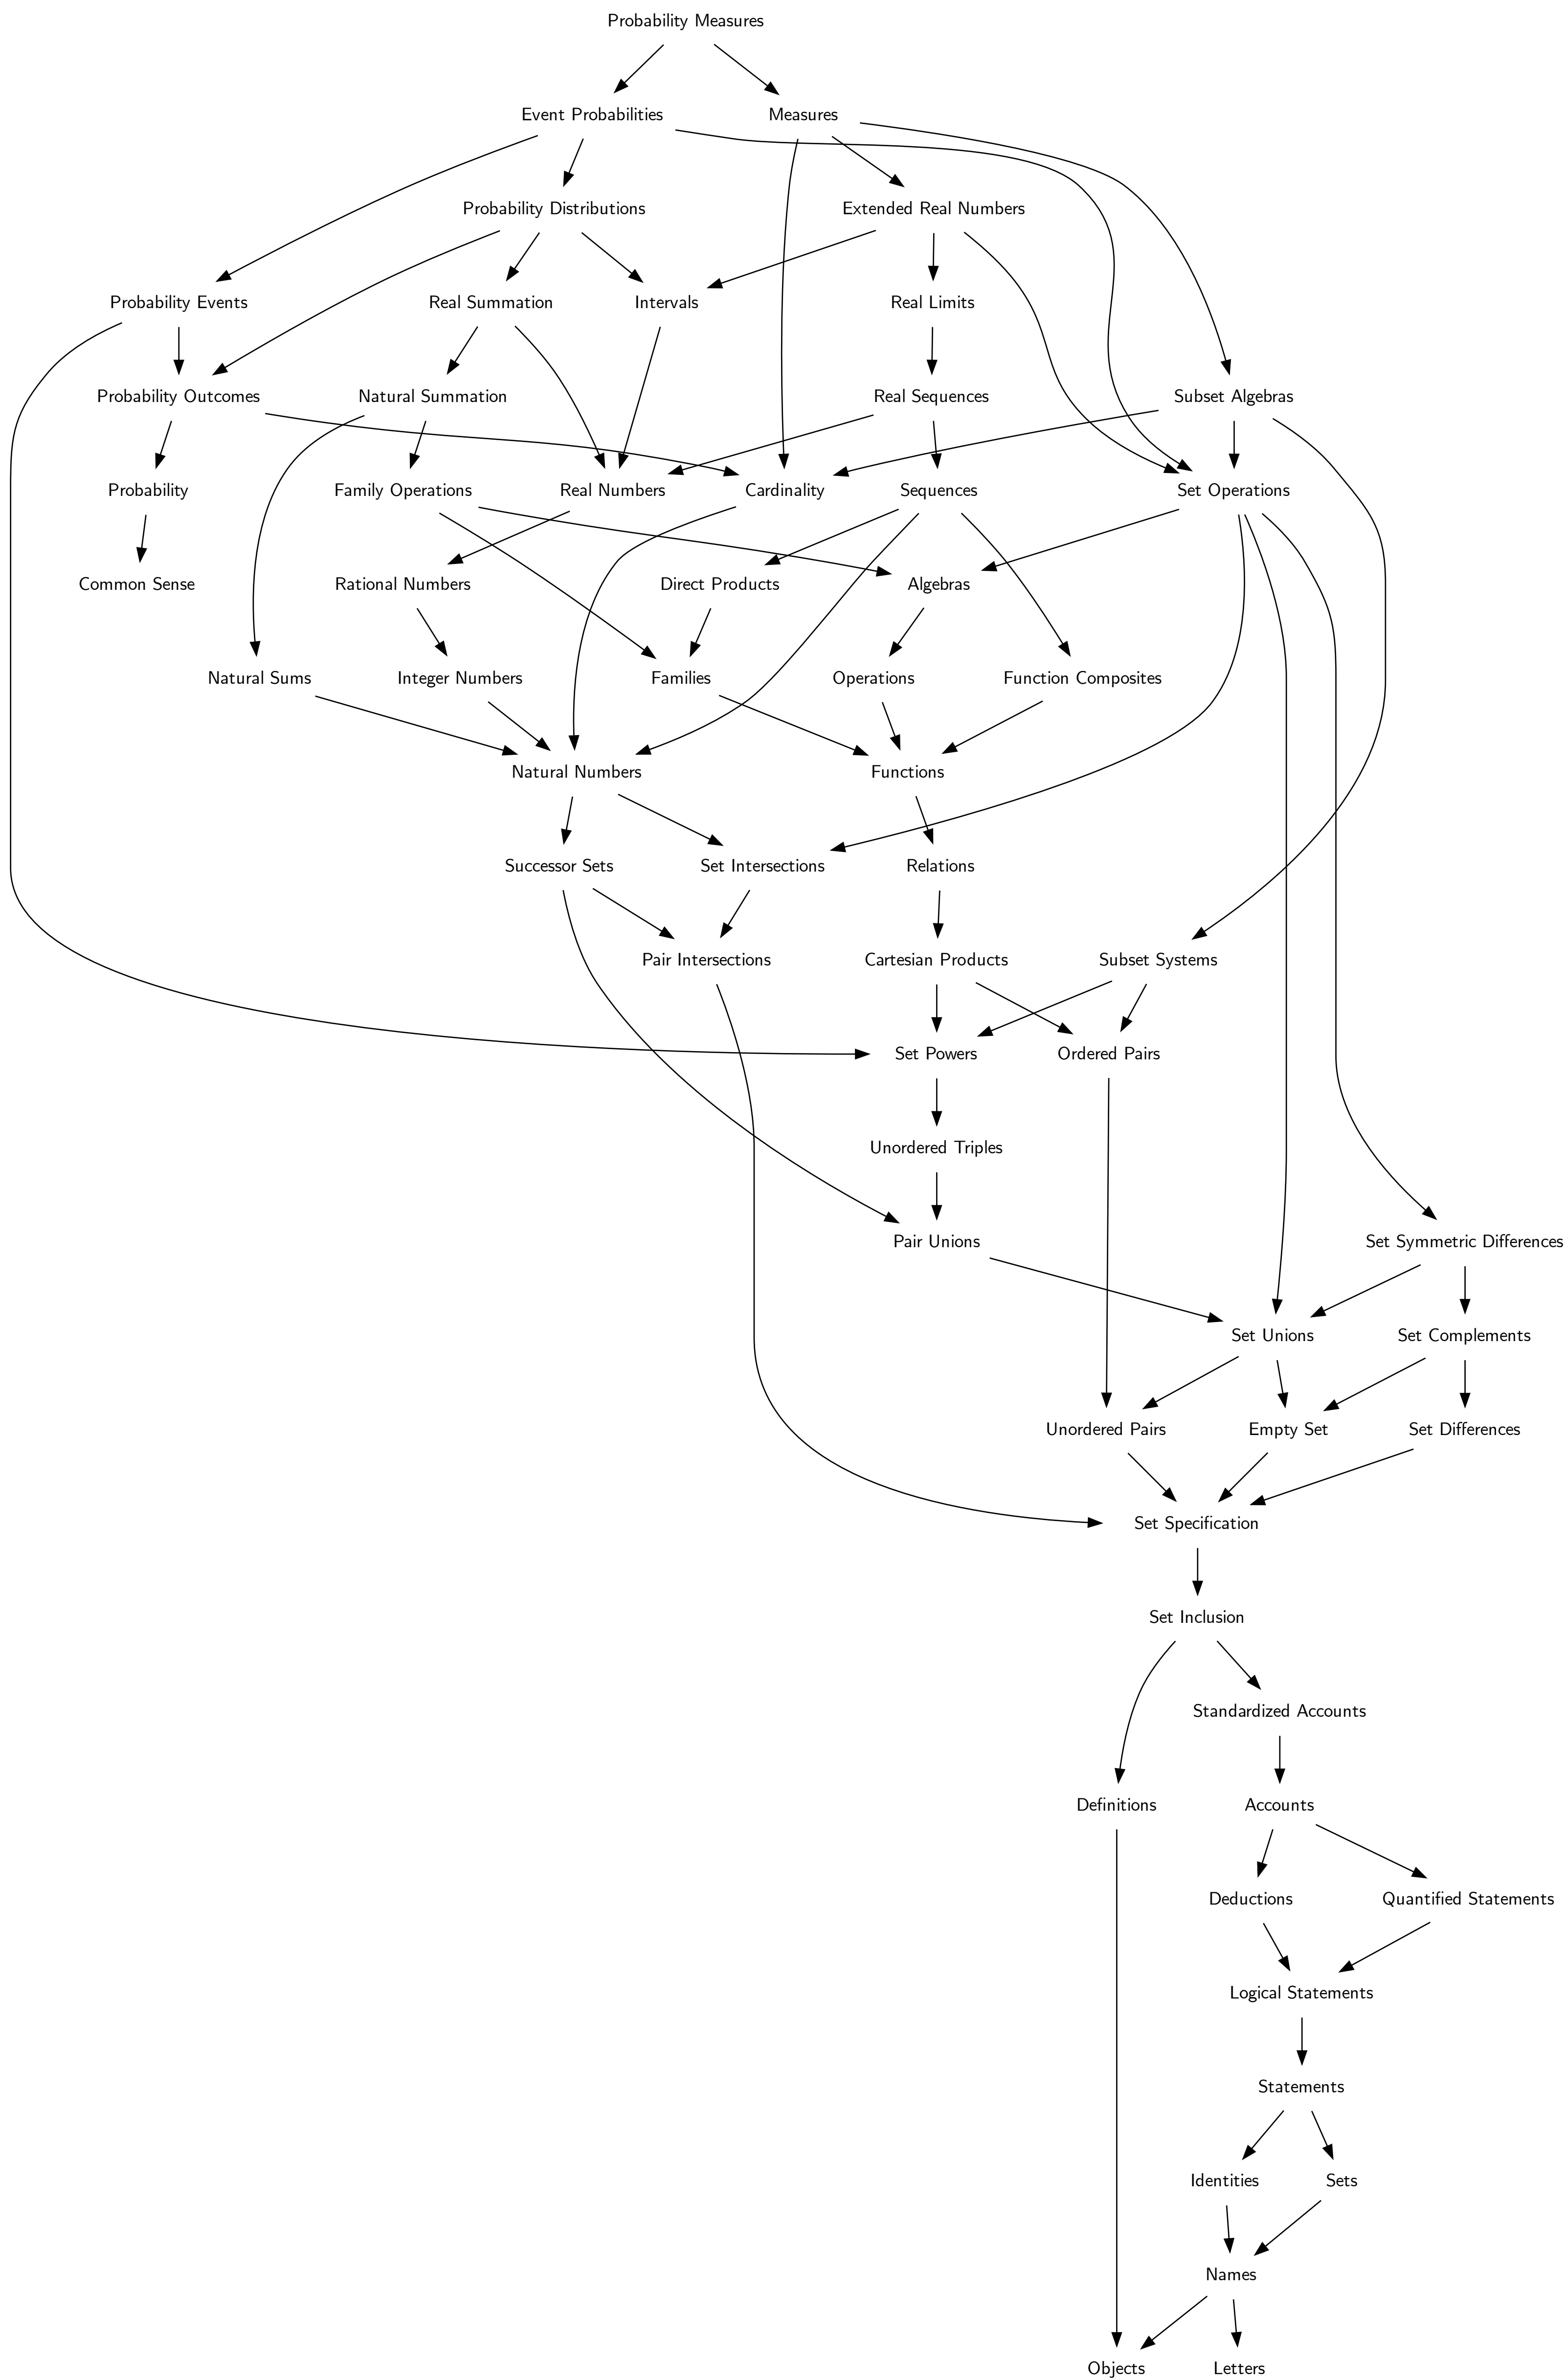 Probability Measures
Event Probabilities
Measures
Probability Distributions
Extended Real Numbers
Probability Events
Real Summation
Intervals
Real Limits
Probability Outcomes
Natural Summation
Real Sequences
Subset Algebras
Probability
Family Operations
Real Numbers
Cardinality
Sequences
Set Operations
Common Sense
Rational Numbers
Direct Products
Algebras
Natural Sums
Integer Numbers
Families
Operations
Function Composites
Natural Numbers
Functions
Successor Sets
Set Intersections
Relations
Pair Intersections
Cartesian Products
Subset Systems
Set Powers
Ordered Pairs
Unordered Triples
Pair Unions
Set Symmetric Differences
Set Unions
Set Complements
Unordered Pairs
Empty Set
Set Differences
Set Specification
Set Inclusion
Standardized Accounts
Definitions
Accounts
Deductions
Quantified Statements
Logical Statements
Statements
Identities
Sets
Names
Objects
Letters